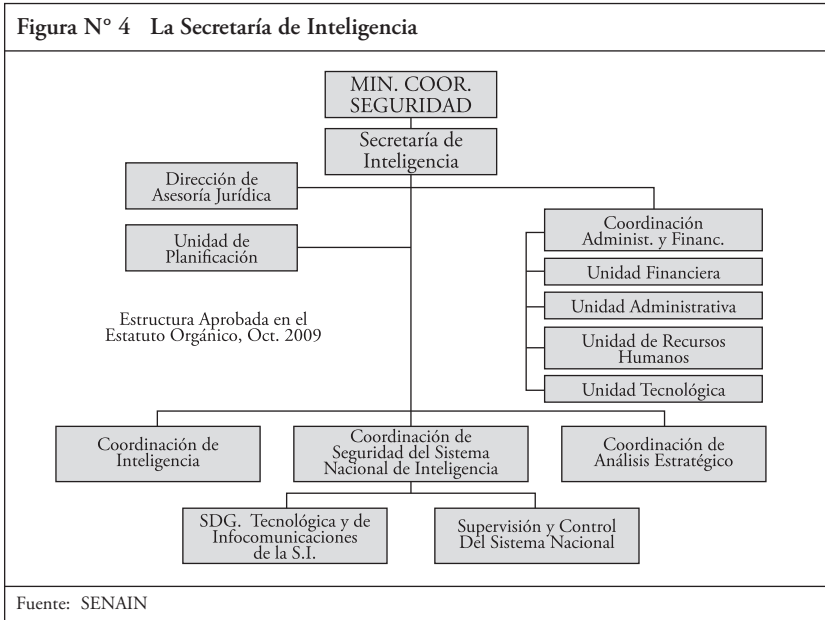 Figura N° 4 La Secretaría de Inteligencia
MIN. COOR.
SEGURIDAD
Secretaría de
Inteligencia
Dirección de
Asesoría Jurídica
Unidad de
Planificación
Coordinación
Administ. y Financ.
Unidad Financiera
Unidad Administrativa
Unidad de Recursos
Humanos
Unidad Tecnológica
Estructura Aprobada en el
Estatuto Orgánico, Oct. 2009
Coordinación de
Inteligencia
Coordinación de
Seguridad del Sistema
Nacional de Inteligencia
Coordinación de
Análisis Estratégico
SDG. Tecnológica y de
Infocomunicaciones
de la S.I.
Supervisión y Control
Del Sistema Nacional
Fuente: SENAIN